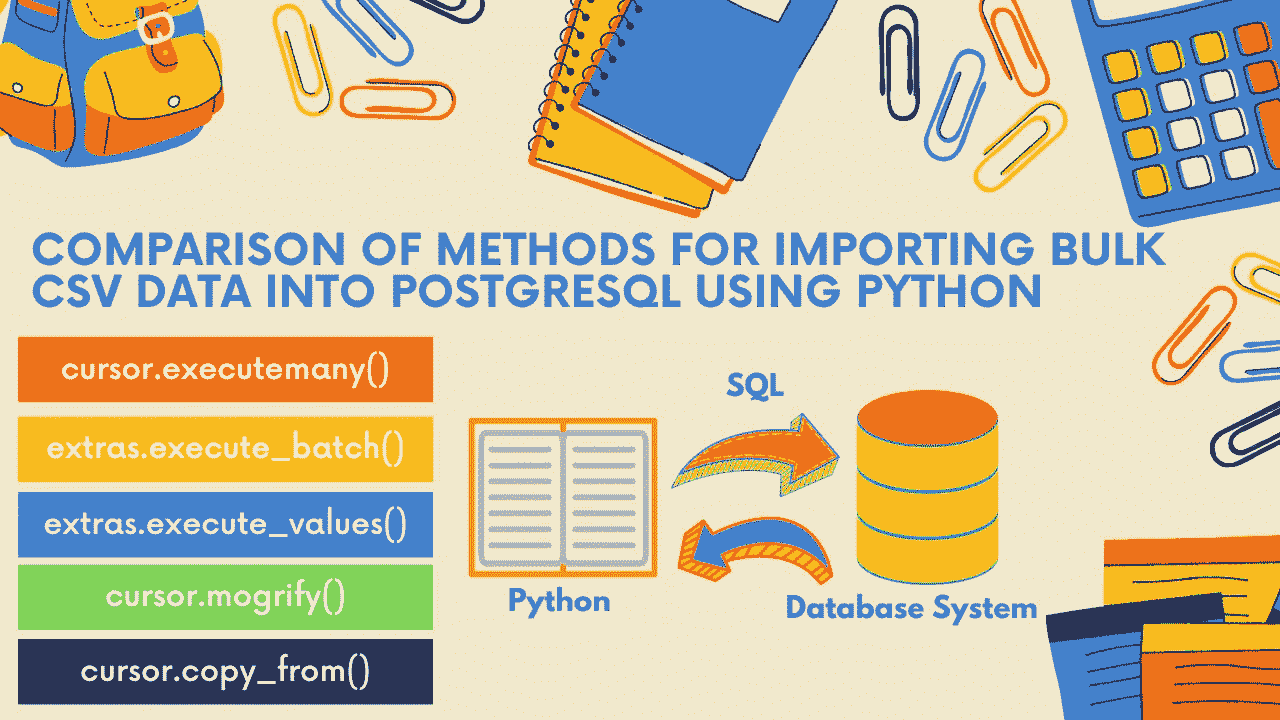 COMPARISON OF METHODS FOR IMPORTING BULK
CSV DATA INTO POSTGRESQL USING PYTHON
cursor.executemany()
extras.execute_batch()
extras.execute_values()
cursor.mogrify()
cursor.copy_from()
SQL
Python
Database System